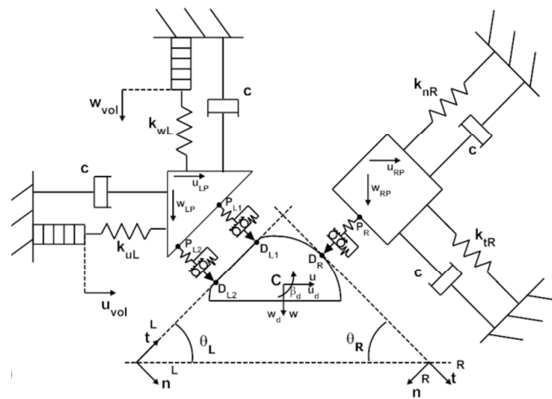 w_vol
k_wL
c
k_nR
c
c
u_LP
w_LP
u_RP
w_RP
P_L1
P_L2
P_R
k_uL
k_tR
c
u_vol
D_L1
D_R
D_L2
C
u
β_d
u_d
w_d
w
t^L
θ_L
θ_R
n^L
n^R
t^R